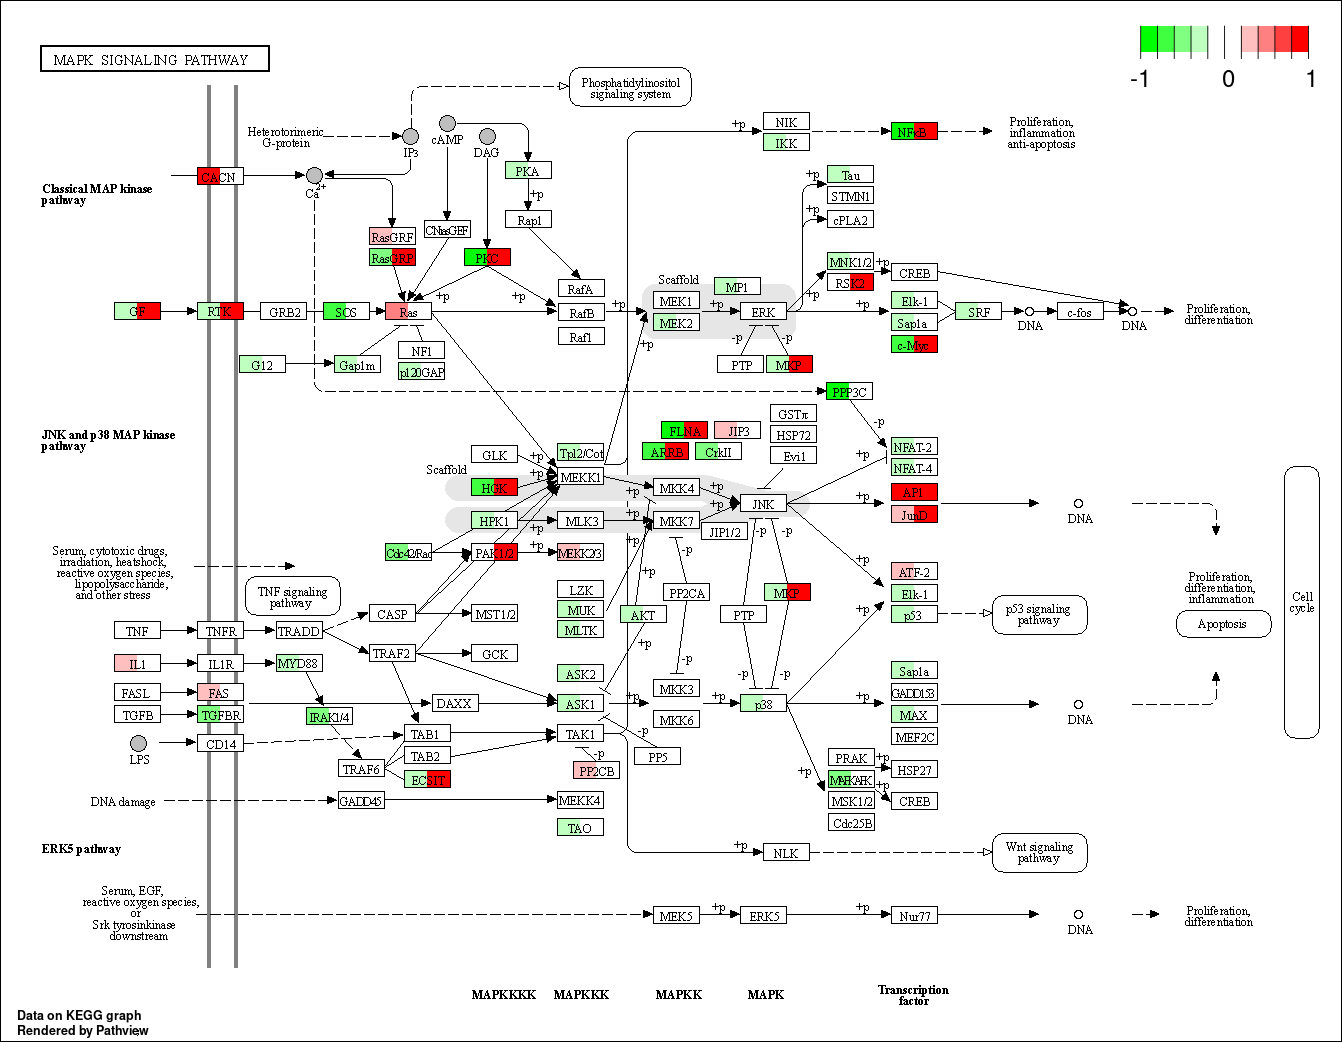 MAPK SIGNALING PATHWAY
-1 0 1
Phosphatidylinositol
signaling system
Heterotorimeric
G-protein
IP3
cAMP
DAG
+p
NIK
IKK
NFκB
Proliferation,
inflammation
anti-apoptosis
Classical MAP kinase
pathway
CACN
Ca2+
PKA
+p
Rap1
RasGRF
RasGRP
CNrasGEF
PKC
+p
+p
Tau
STMN1
cPLA2
+p
+p
MNK1/2
RSK2
+p
+p
CREB
Scaffold
MP1
RafA
RafB
Raf1
+p
MEK1
MEK2
+p
ERK
+p
Elk-1
Sap1a
c-Myc
SRF
DNA
c-fos
DNA
Proliferation,
differentiation
GF
RTK
GRB2
SOS
Ras
G12
Gap1m
NF1
p120GAP
+p
-p
-p
PTP
MKP
PPP3C
-p
JNK and p38 MAP kinase
pathway
FLNA
JIP3
ARRB
CrkII
GSTπ
HSP72
Evi1
NFAT-2
NFAT-4
Scaffold
GLK
HGK
HPK1
+p
+p
+p
+p
Tpl2/Cot
MEKK1
MLK3
MEKK2/3
+p
+p
MKK4
MKK7
+p
+p
JNK
JIP1/2
+p
AP1
JunD
DNA
Cdc42/Rac
PAK1/2
Serum, cytotoxic drugs,
irradiation, heatshock,
reactive oxygen species,
lipopolysaccharide,
and other stress
TNF signaling
pathway
CASP
MST1/2
TRAF2
GCK
LZK
MUK
MLTK
ASK2
ASK1
+p
AKT
+p
-p
PP2CA
-p
-p
-p
MKP
PTP
-p
-p
+p
ATF-2
Elk-1
p53
p53 signaling
pathway
Proliferation,
differentiation,
inflammation
Apoptosis
Cell
cycle
TNF
TNFR
TRADD
IL1
IL1R
MYD88
FASL
FAS
TGFB
TGFBR
IRAK1/4
LPS
CD14
DAXX
TAB1
TAB2
TRAF6
ECSIT
TAK1
+p
MKK3
MKK6
+p
p38
+p
Sap1a
GADD153
MAX
MEF2C
DNA
-p
PP2CB
PP5
+p
PRAK
MAPKAPK
MSK1/2
Cdc25B
+p
+p
HSP27
CREB
DNA damage
GADD45
MEKK4
TAO
ERK5 pathway
+p
NLK
Wnt signaling
pathway
Serum, EGF,
reactive oxygen species,
or
Srk tyrosinkinase
downstream
MEK5
+p
ERK5
+p
Nur77
DNA
Proliferation,
differentiation
MAPKKKK
MAPKKK
MAPKK
MAPK
Transcription
factor
Data on KEGG graph
Rendered by Pathview